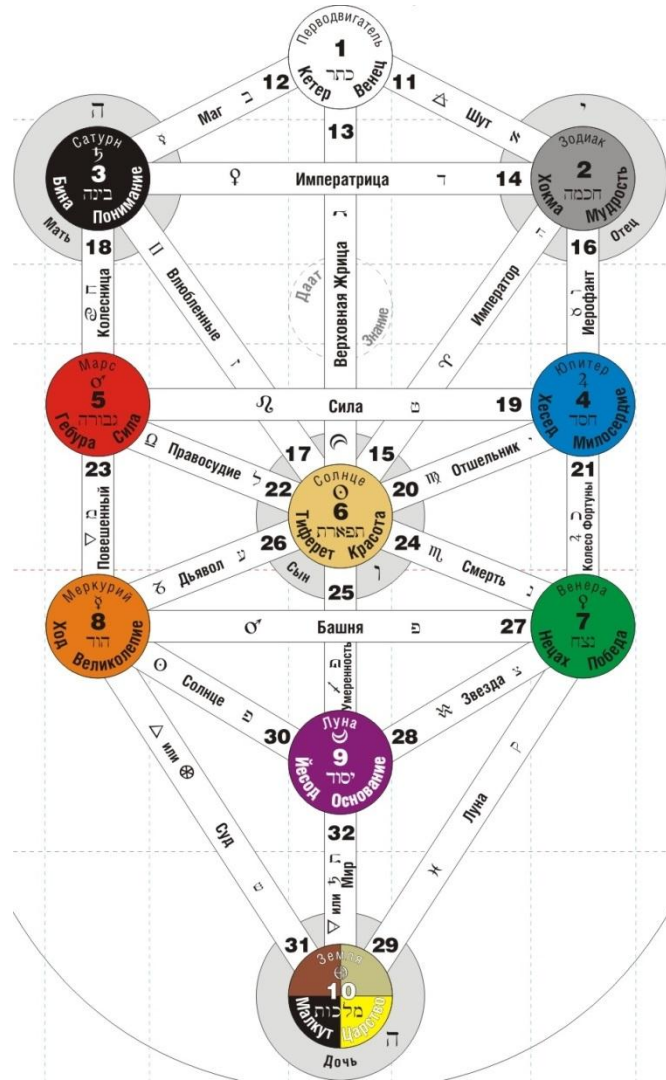 Перводвигатель
1
כתר
Кетер Венец
12
11
Маг ב
Шут א
13
ה
י
Сатурн
♄
3
בינה
Бина Понимание
Мать
Зодиак
2
חכמה
Хокма Мудрость
Отец
♀ Императрица ד 14
ג
Верховная Жрица
18
16
♊ Влюбленные ז
Император ה
♈
♋ ח
Колесница
ו ♉
Иерофант
Даат
Знание
Марс
♂
5
גבורה
Гебура Сила
Юпитер
♃
4
חסד
Хесед Милосердие
♌ Сила ט 19
17
☾
15
23
21
Правосудие ל 22
20 ♍ Отшельник י
Солнце
☉
6
תפארת
Тиферет Красота
Сын
ו
▽ מ
Повешенный
כ ♃
Колесо Фортуны
26
24
♑ Дьявол ע
♏ Смерть נ
25
Меркурий
☿
8
הוד
Ход Великолепие
Венера
♀
7
נצח
Нецах Победа
♂ Башня פ 27
Умеренность
☉ Солнце פ 30
28 Звезда צ
Луна
☾
9
יסוד
Йесод Основание
△ или
Суд
32
▽ или ♄ ת
Мир
Луна
♓
31
29
Земля
10
מלכות
Малкут Царство
ה
Дочь